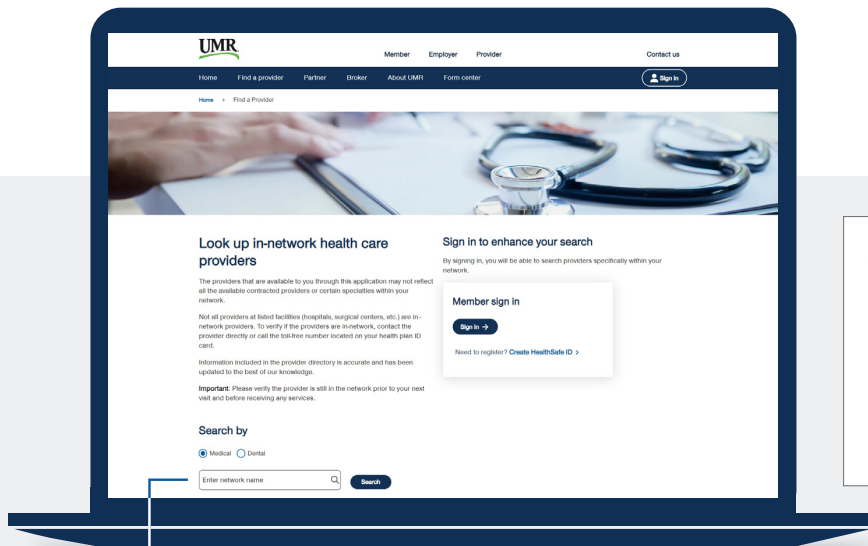 UMR
Member Employer Provider Contact us
Home Find a provider Partner Broker About UMR Form center Sign in
Home > Find a Provider
Look up in-network health care
providers
The providers that are available to you through this application may not reflect
all the available contracted providers or certain specialties within your
network.
Not all providers at listed facilities (hospitals, surgical centers, etc.) are in-
network providers. To verify if the providers are in-network, contact the
provider directly or call the toll-free number located on your health plan ID
card.
Information included in the provider directory is accurate and has been
updated to the best of our knowledge.
Important: Please verify the provider is still in the network prior to your next
visit and before receiving any services.
Sign in to enhance your search
By signing in, you will be able to search providers specifically within your
network.
Member sign in
Sign in →
Need to register? Create HealthSafe ID >
Search by
Medical Dental
Enter network name Search